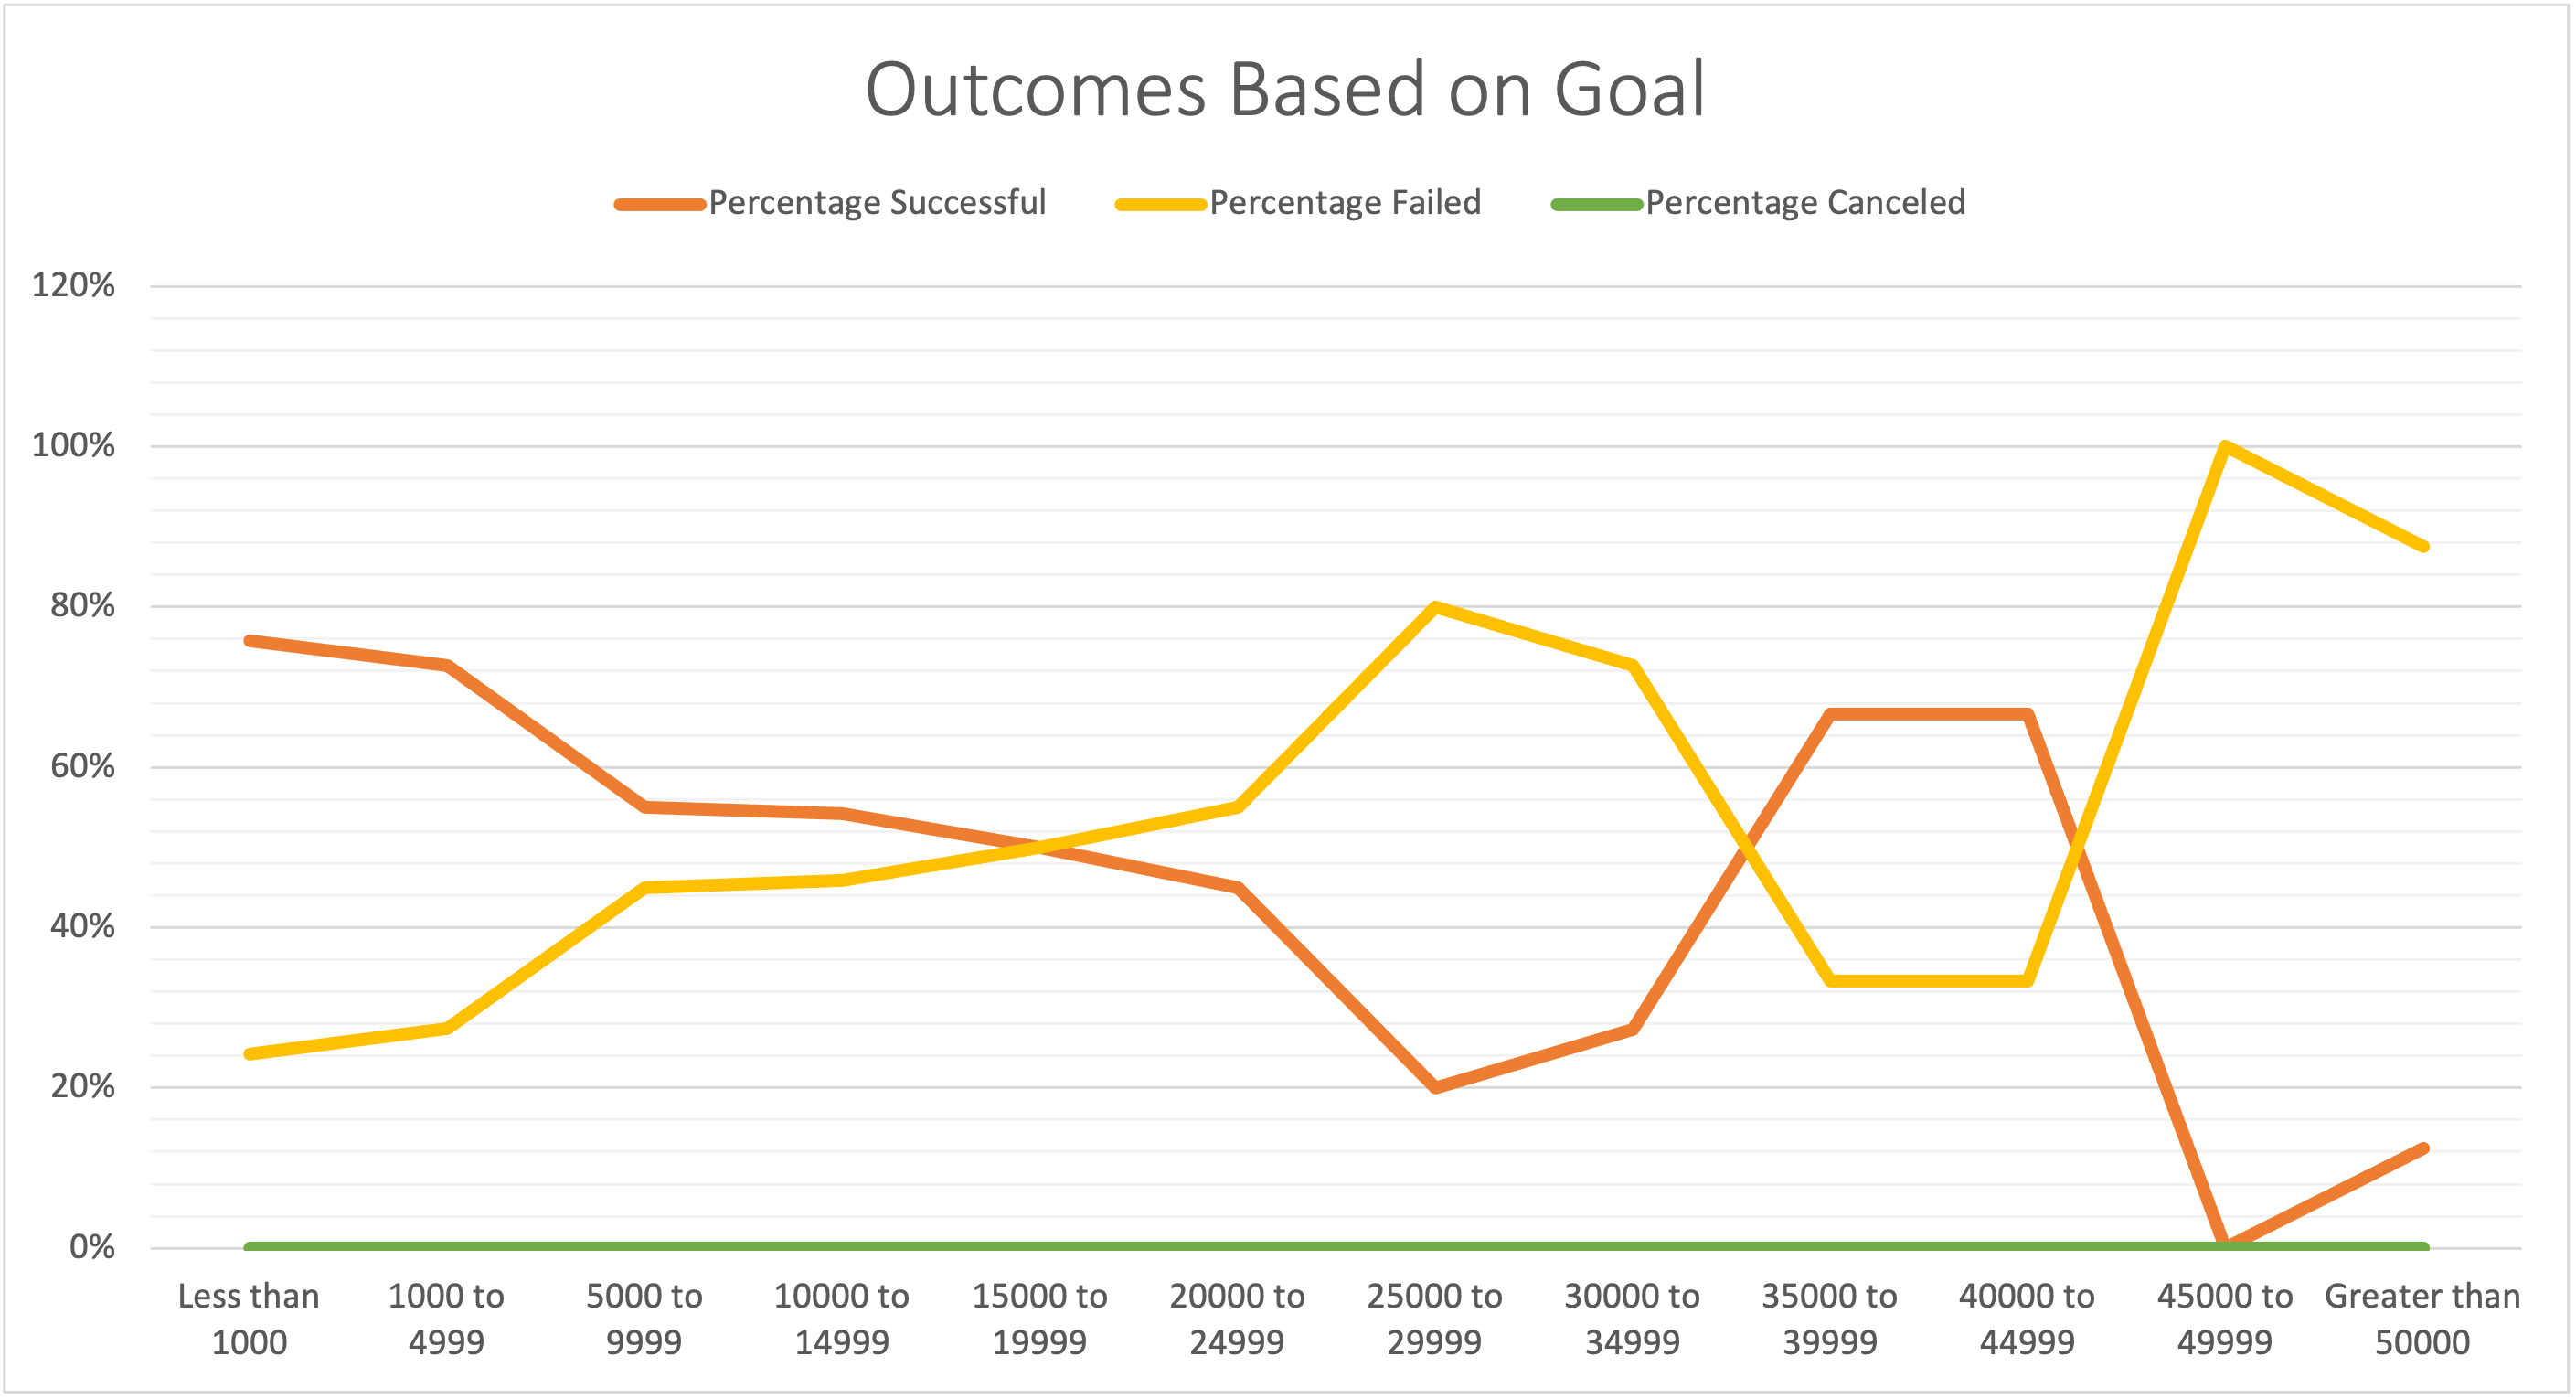 Outcomes Based on Goal
Percentage Successful Percentage Failed Percentage Canceled
120%
100%
80%
60%
40%
20%
0%
Less than 1000 to 5000 to 10000 to 15000 to 20000 to 25000 to 30000 to 35000 to 40000 to 45000 to Greater than
1000 4999 9999 14999 19999 24999 29999 34999 39999 44999 49999 50000